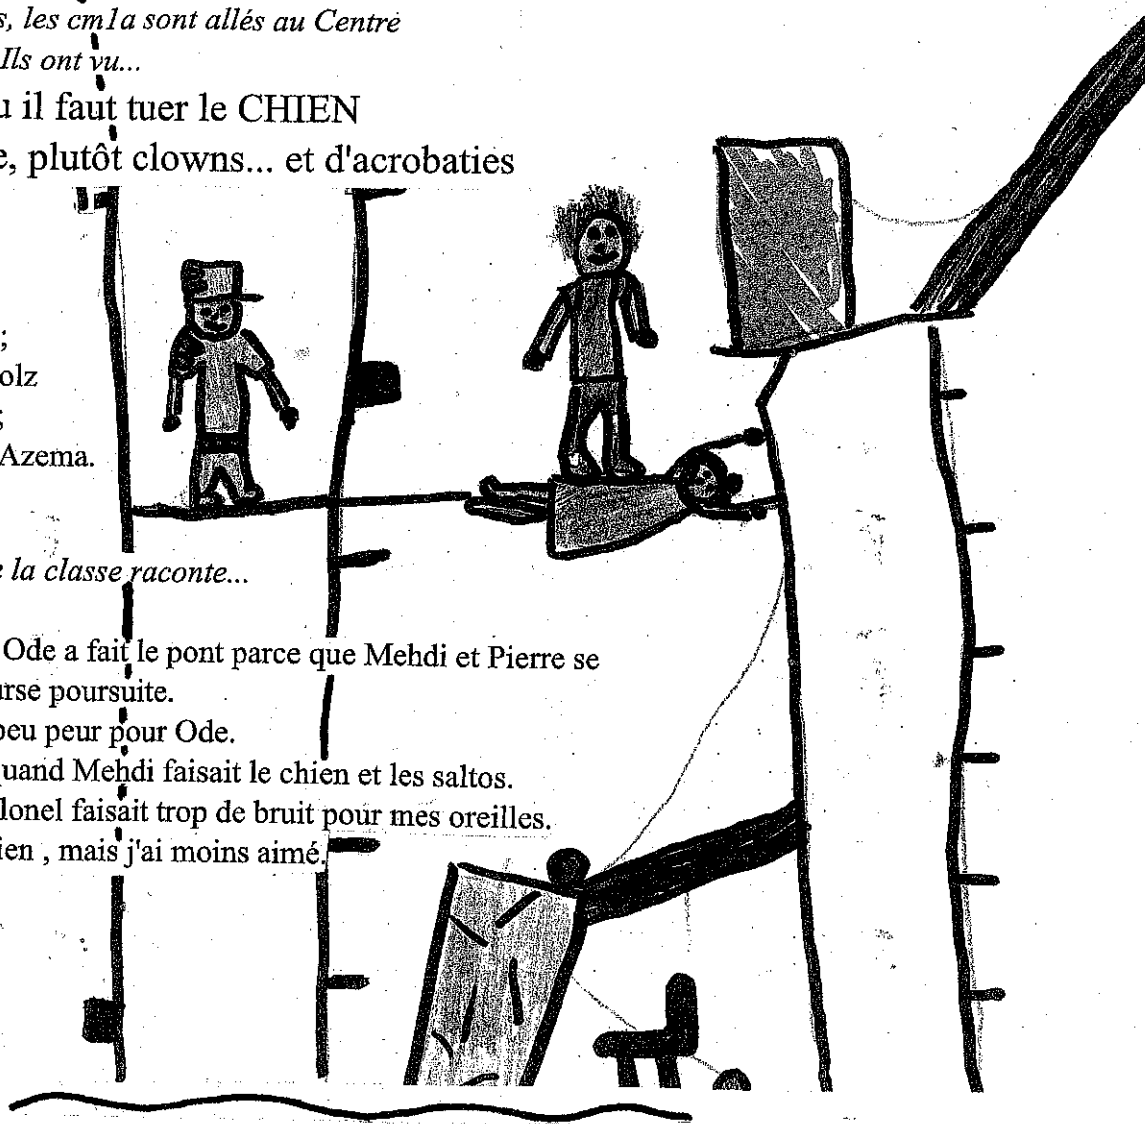 s, les cm1a sont allés au Centre
Ils ont vu...
u il faut tuer le CHIEN
e, plutôt clowns... et d'acrobaties
;
olz
;
Azema.
e la classe raconte...
Ode a fait le pont parce que Mehdi et Pierre se
urse poursuite.
peu peur pour Ode.
uand Mehdi faisait le chien et les saltos.
lonel faisait trop de bruit pour mes oreilles.
ien , mais j'ai moins aimé.